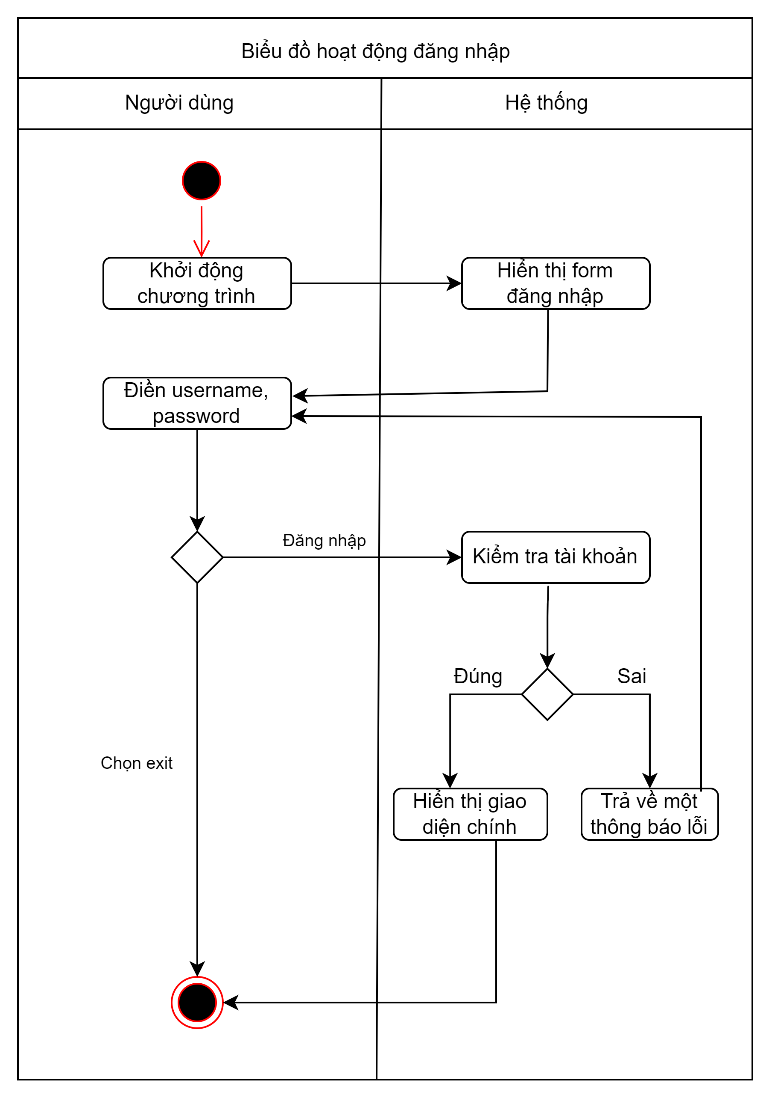 Biểu đồ hoạt động đăng nhập
Người dùng
Hệ thống
Khởi động
chương trình
Hiển thị form
đăng nhập
Điền username,
password
Đăng nhập
Kiểm tra tài khoản
Đúng
Sai
Chọn exit
Hiển thị giao
diện chính
Trả về một
thông báo lỗi